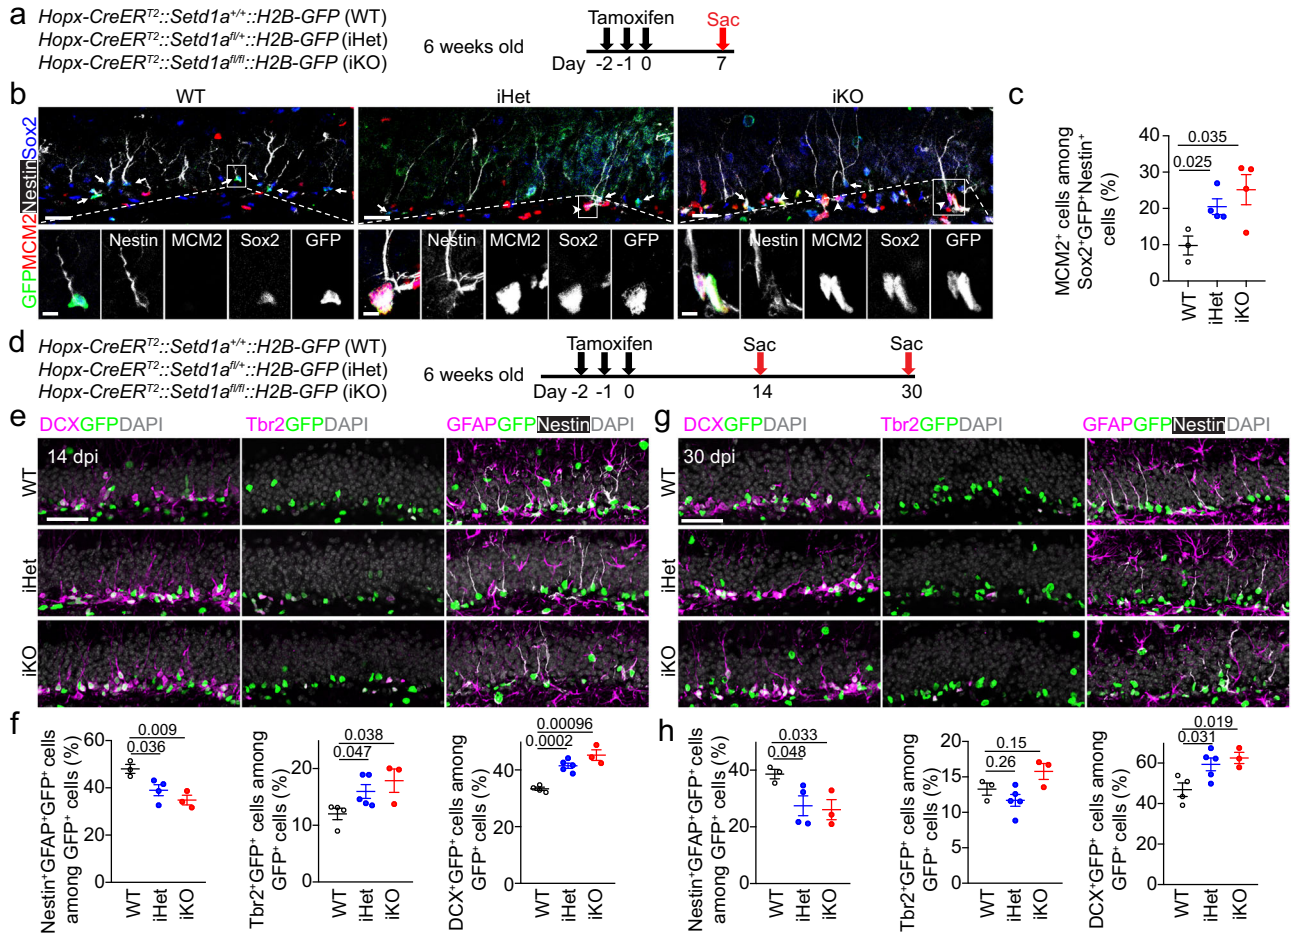 a
Hopx-CreERT2::Setd1a+/+::H2B-GFP (WT)
Hopx-CreERT2::Setd1afl/+::H2B-GFP (iHet)
Hopx-CreERT2::Setd1afl/fl::H2B-GFP (iKO)
6 weeks old
Tamoxifen
Sac
Day -2 -1 0 7
b
WT
iHet
iKO
GFPMCM2NestinSox2
Nestin MCM2 Sox2 GFP
Nestin MCM2 Sox2 GFP
Nestin MCM2 Sox2 GFP
c
MCM2+ cells among
Sox2+GFP+Nestin+
cells (%)
40
30
20
10
0
0.035
0.025
WT iHet iKO
d
Hopx-CreERT2::Setd1a+/+::H2B-GFP (WT)
Hopx-CreERT2::Setd1afl/+::H2B-GFP (iHet)
Hopx-CreERT2::Setd1afl/fl::H2B-GFP (iKO)
6 weeks old
Tamoxifen
Sac
Sac
Day -2 -1 0 14 30
e
DCXGFPDAPI
Tbr2GFPDAPI
GFAPGFPNestinDAPI
14 dpi
WT
iHet
iKO
g
DCXGFPDAPI
Tbr2GFPDAPI
GFAPGFPNestinDAPI
30 dpi
WT
iHet
iKO
f
Nestin+GFAP+GFP+ cells
among GFP+ cells (%)
60
40
20
0
0.009
0.036
WT iHet iKO
Tbr2+GFP+ cells among
GFP+ cells (%)
20
10
0
0.038
0.047
WT iHet iKO
DCX+GFP+ cells among
GFP+ cells (%)
50
40
30
20
10
0
0.00096
0.0002
WT iHet iKO
h
Nestin+GFAP+GFP+ cells
among GFP+ cells (%)
40
20
0
0.033
0.048
WT iHet iKO
Tbr2+GFP+ cells among
GFP+ cells (%)
20
15
10
5
0
0.15
0.26
WT iHet iKO
DCX+GFP+ cells among
GFP+ cells (%)
60
40
20
0
0.019
0.031
WT iHet iKO